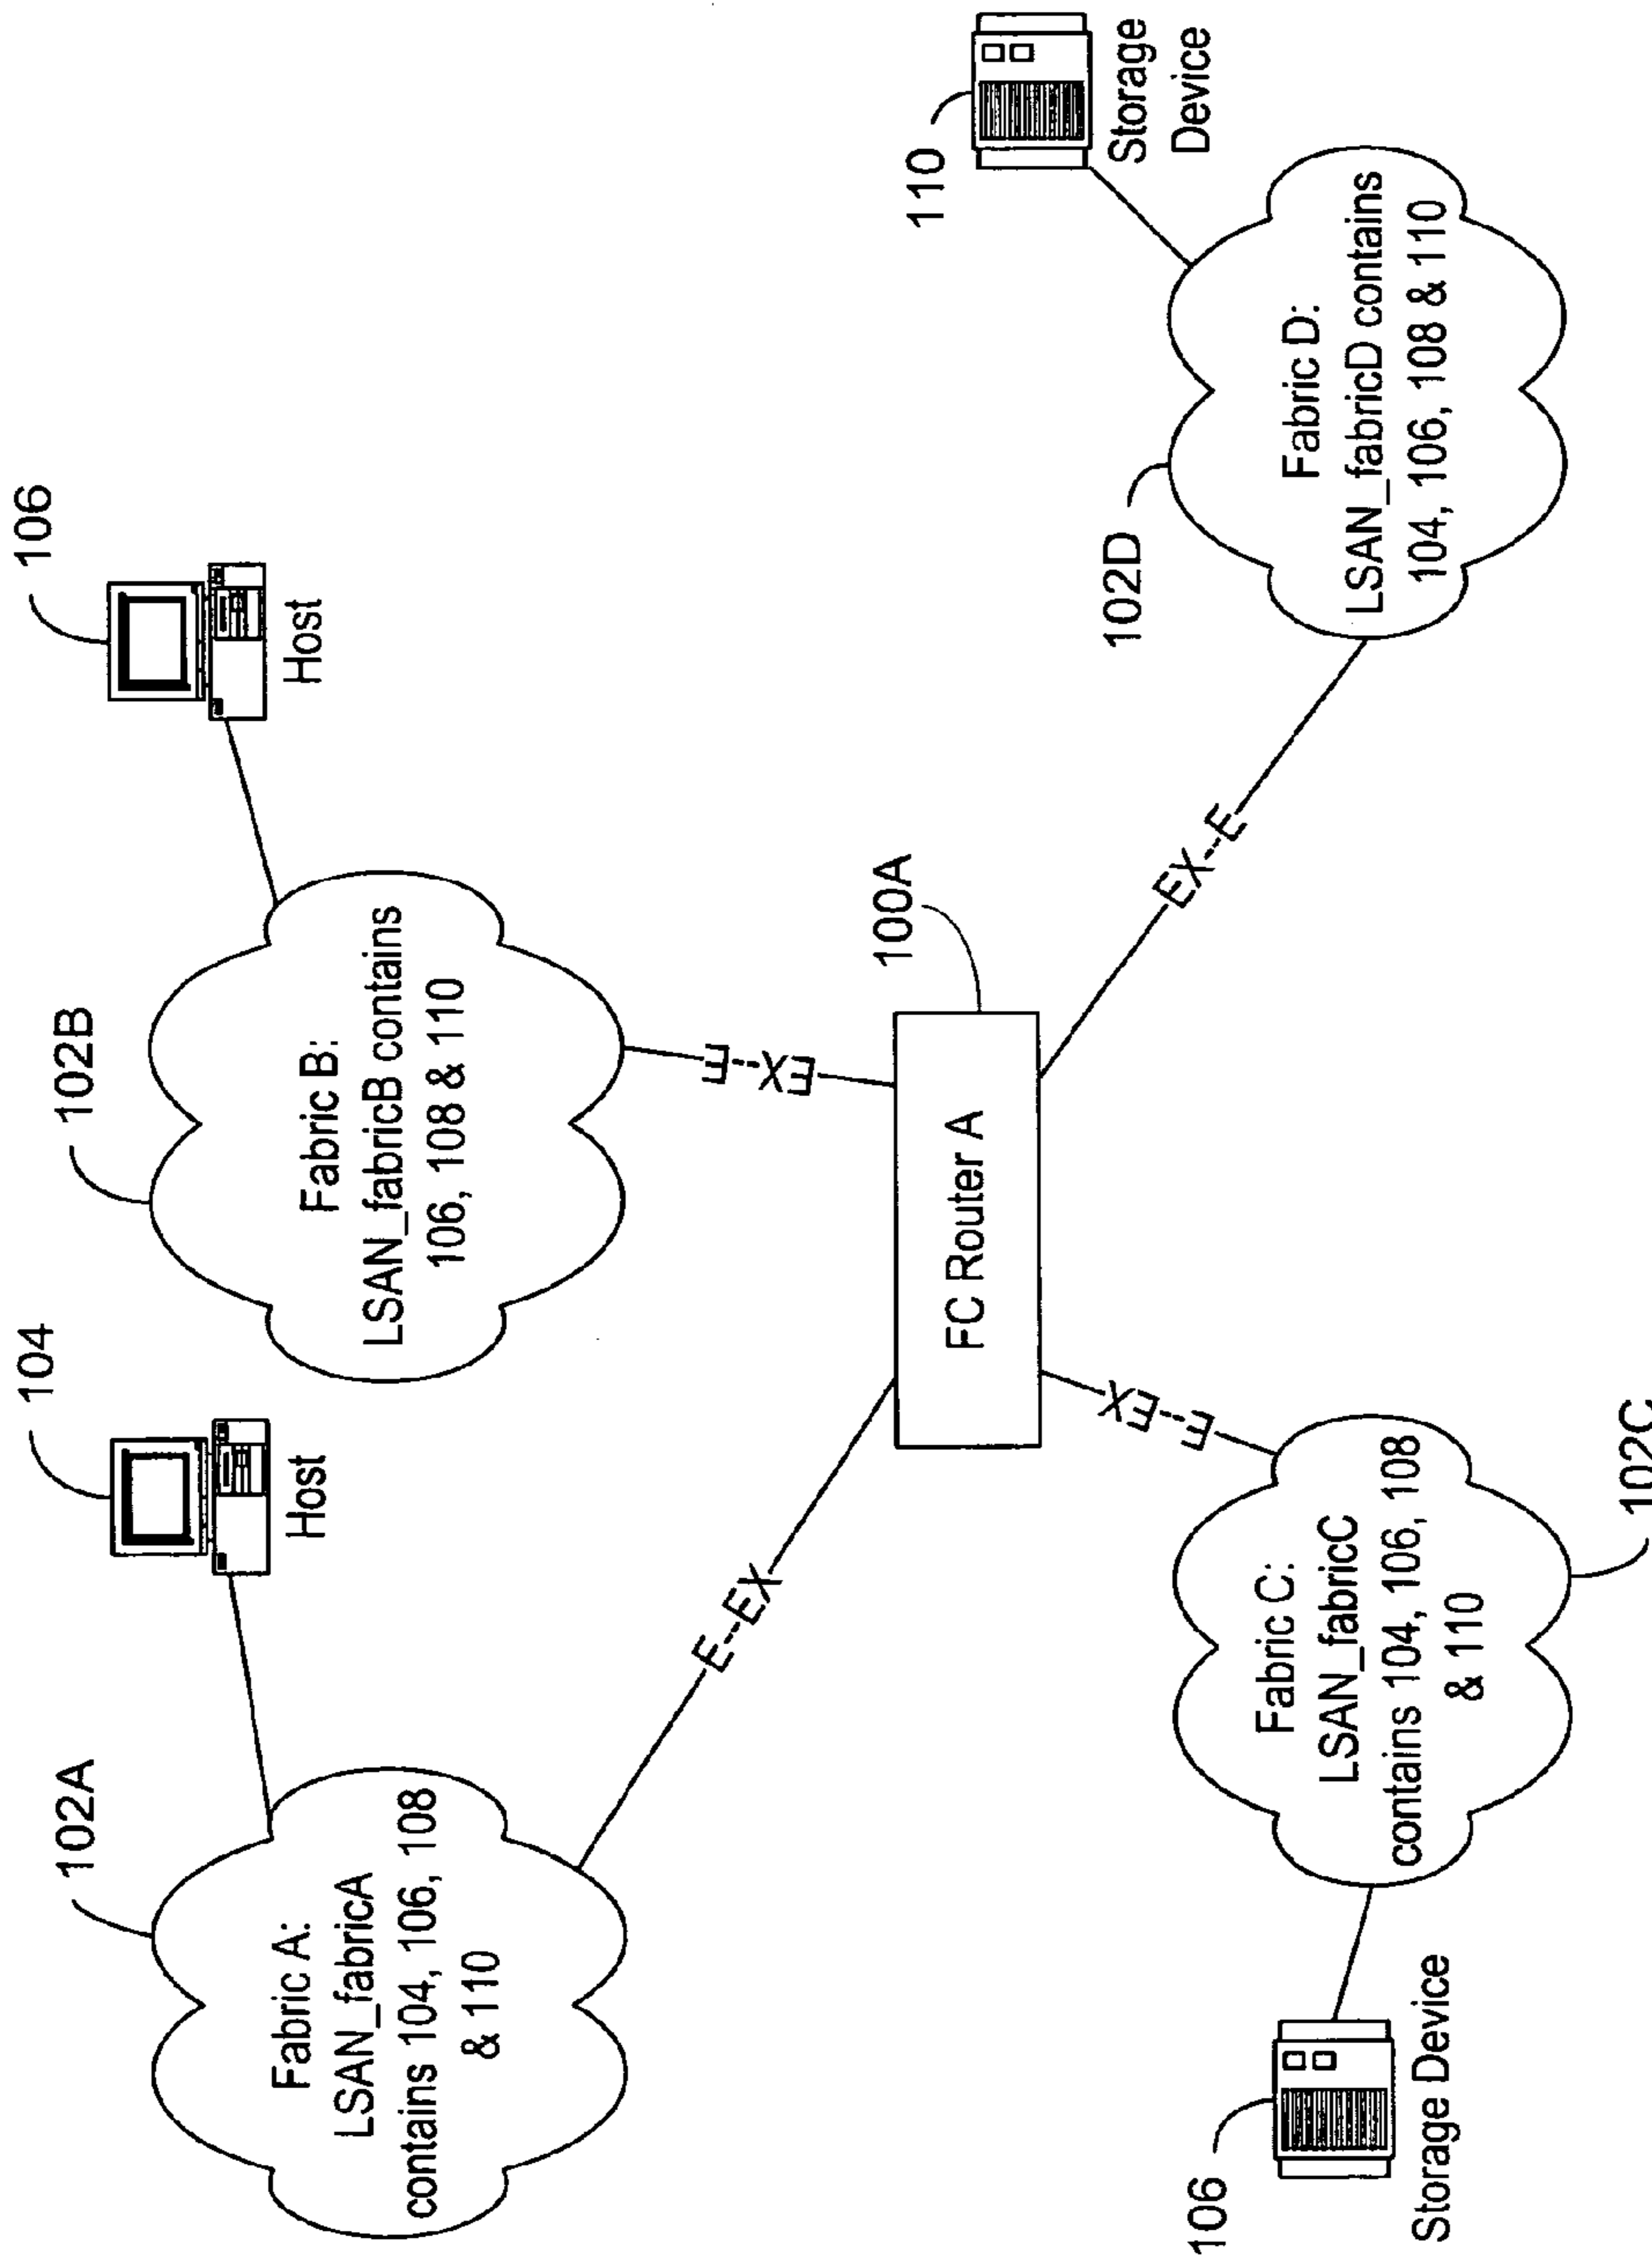 104
Host
106
Host
102A
Fabric A:
LSAN_fabricA
contains 104, 106, 108
& 110
102B
Fabric B:
LSAN_fabricB contains
106, 108 & 110
E--EX
E--EX
FC Router A
100A
E--EX
EX--E
Fabric C:
LSAN_fabricC
contains 104, 106, 108
& 110
102C
102D
Fabric D:
LSAN_fabricD contains
104, 106, 108 & 110
106
Storage Device
110
Storage
Device